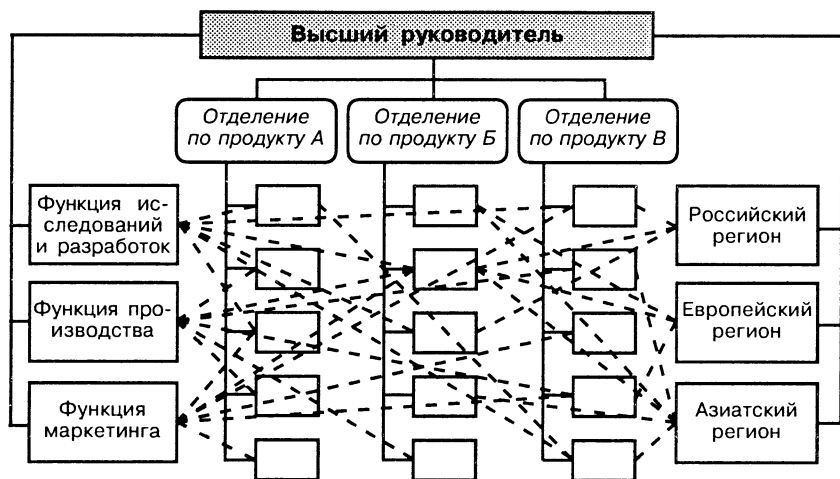 Высший руководитель
Отделение
по продукту А
Отделение
по продукту Б
Отделение
по продукту В
Функция ис-
следований
и разработок
Функция про-
изводства
Функция
маркетинга
Российский
регион
Европейский
регион
Азиатский
регион